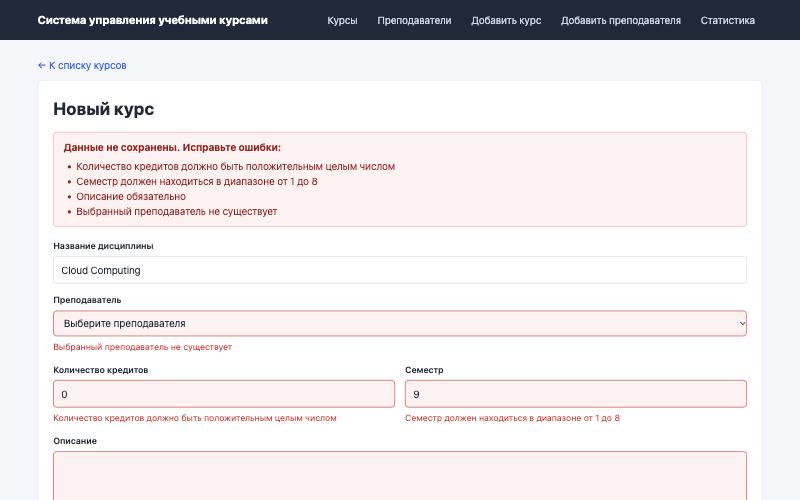 Система управления учебными курсами
Курсы Преподаватели Добавить курс Добавить преподавателя Статистика
← К списку курсов
Новый курс
Данные не сохранены. Исправьте ошибки:
• Количество кредитов должно быть положительным целым числом
• Семестр должен находиться в диапазоне от 1 до 8
• Описание обязательно
• Выбранный преподаватель не существует
Название дисциплины
Cloud Computing
Преподаватель
Выберите преподавателя
Выбранный преподаватель не существует
Количество кредитов
0
Количество кредитов должно быть положительным целым числом
Семестр
9
Семестр должен находиться в диапазоне от 1 до 8
Описание